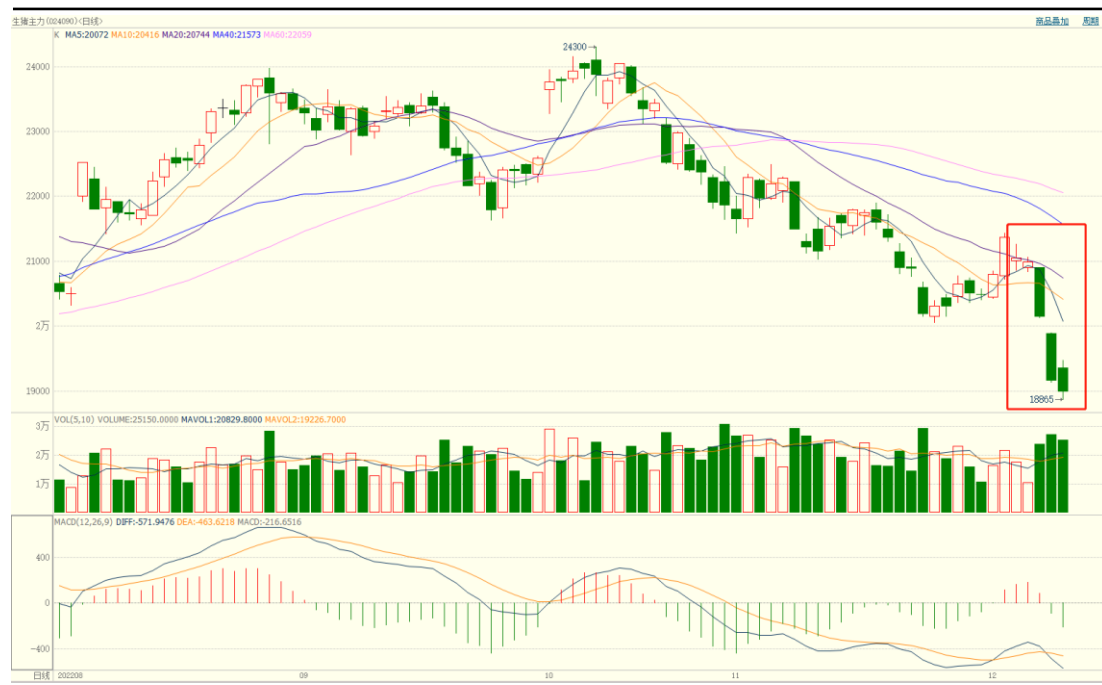 生猪主力(024090)<日线> 商品叠加 周期
K MA5:20072 MA10:20416 MA20:20744 MA40:21573 MA60:22059
24300→
24000
23000
22000
21000
2万
19000
18865→
VOL(5,10) VOLUME:25150.0000 MAVOL1:20829.8000 MAVOL2:19226.7000
3万
2万
1万
MACD(12,26,9) DIFF:-571.9476 DEA:-463.6218 MACD:-216.6516
400
0
-400
日线 202208 09 10 11 12